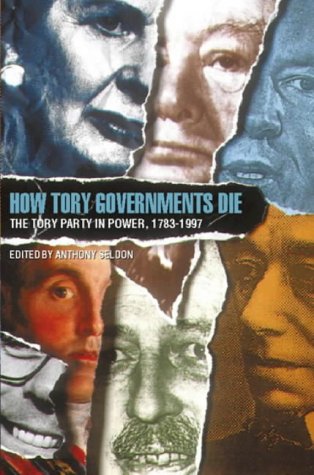 HOW TORY GOVERNMENTS DIE
THE TORY PARTY IN POWER, 1783-1997
EDITED BY ANTHONY SELDON